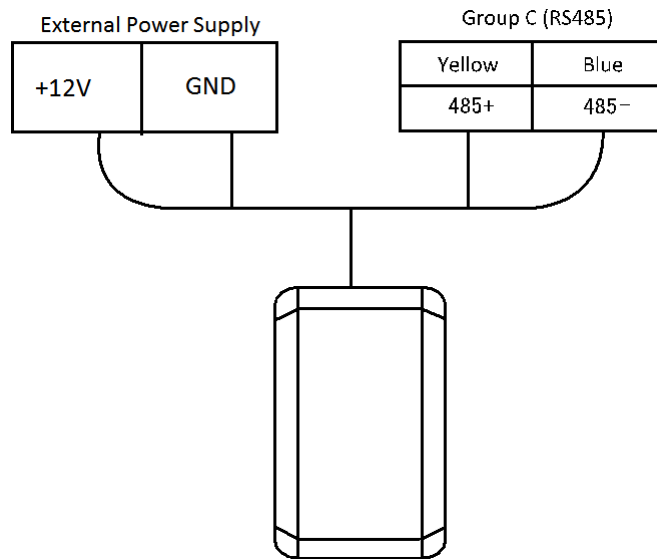 External Power Supply
+12V GND
Group C (RS485)
Yellow Blue
485+ 485-